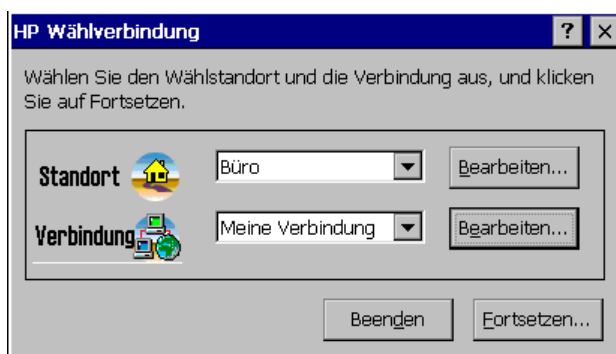 HP Wählverbindung ? ×
Wählen Sie den Wählstandort und die Verbindung aus, und klicken
Sie auf Fortsetzen.
Standort Büro Bearbeiten...
Verbindung Meine Verbindung Bearbeiten...
Beenden Fortsetzen...